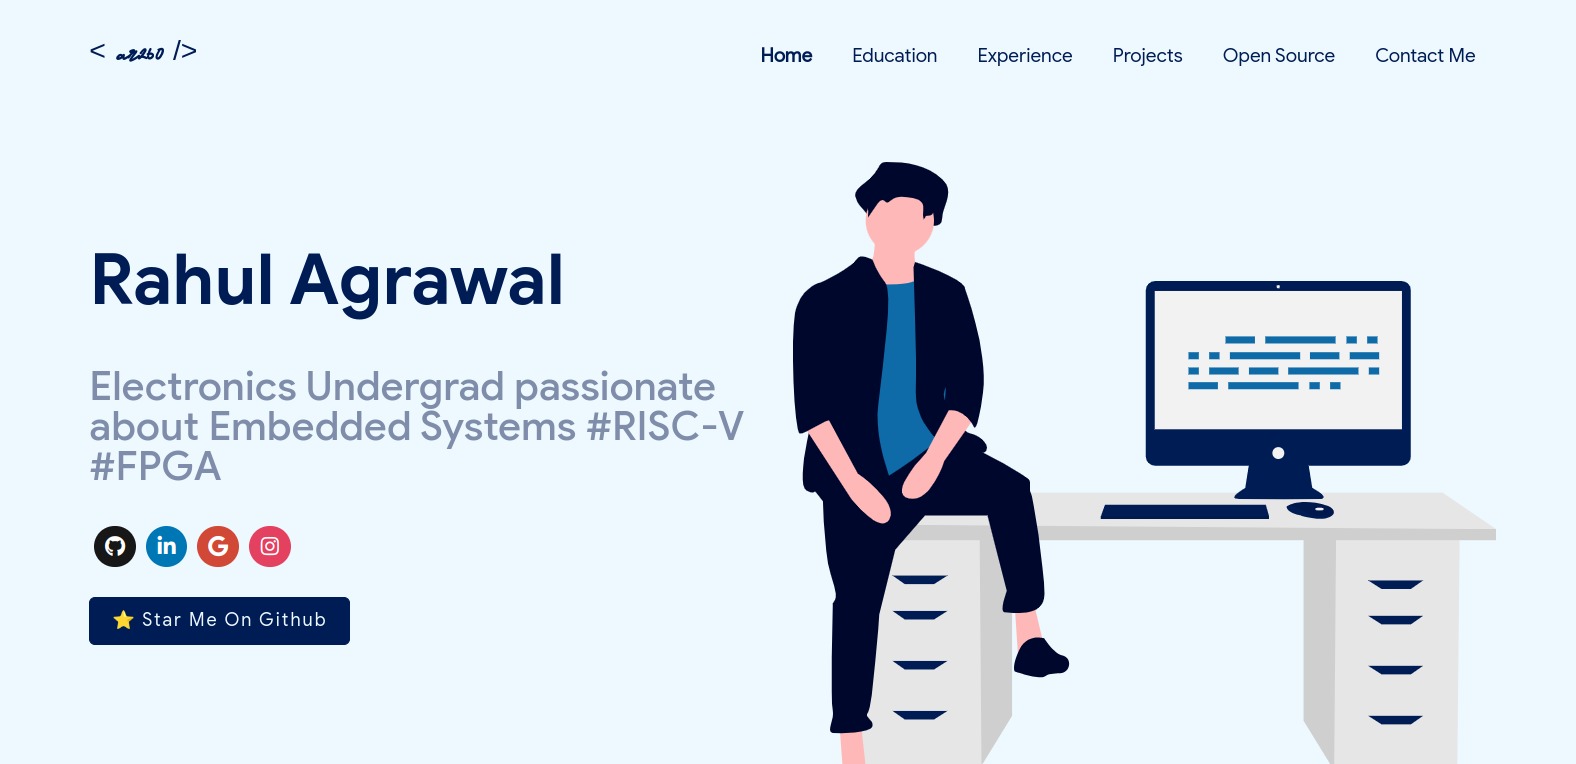 < />
Home Education Experience Projects Open Source Contact Me
Rahul Agrawal
Electronics Undergrad passionate
about Embedded Systems #RISC-V
#FPGA
in G
⭐ Star Me On Github